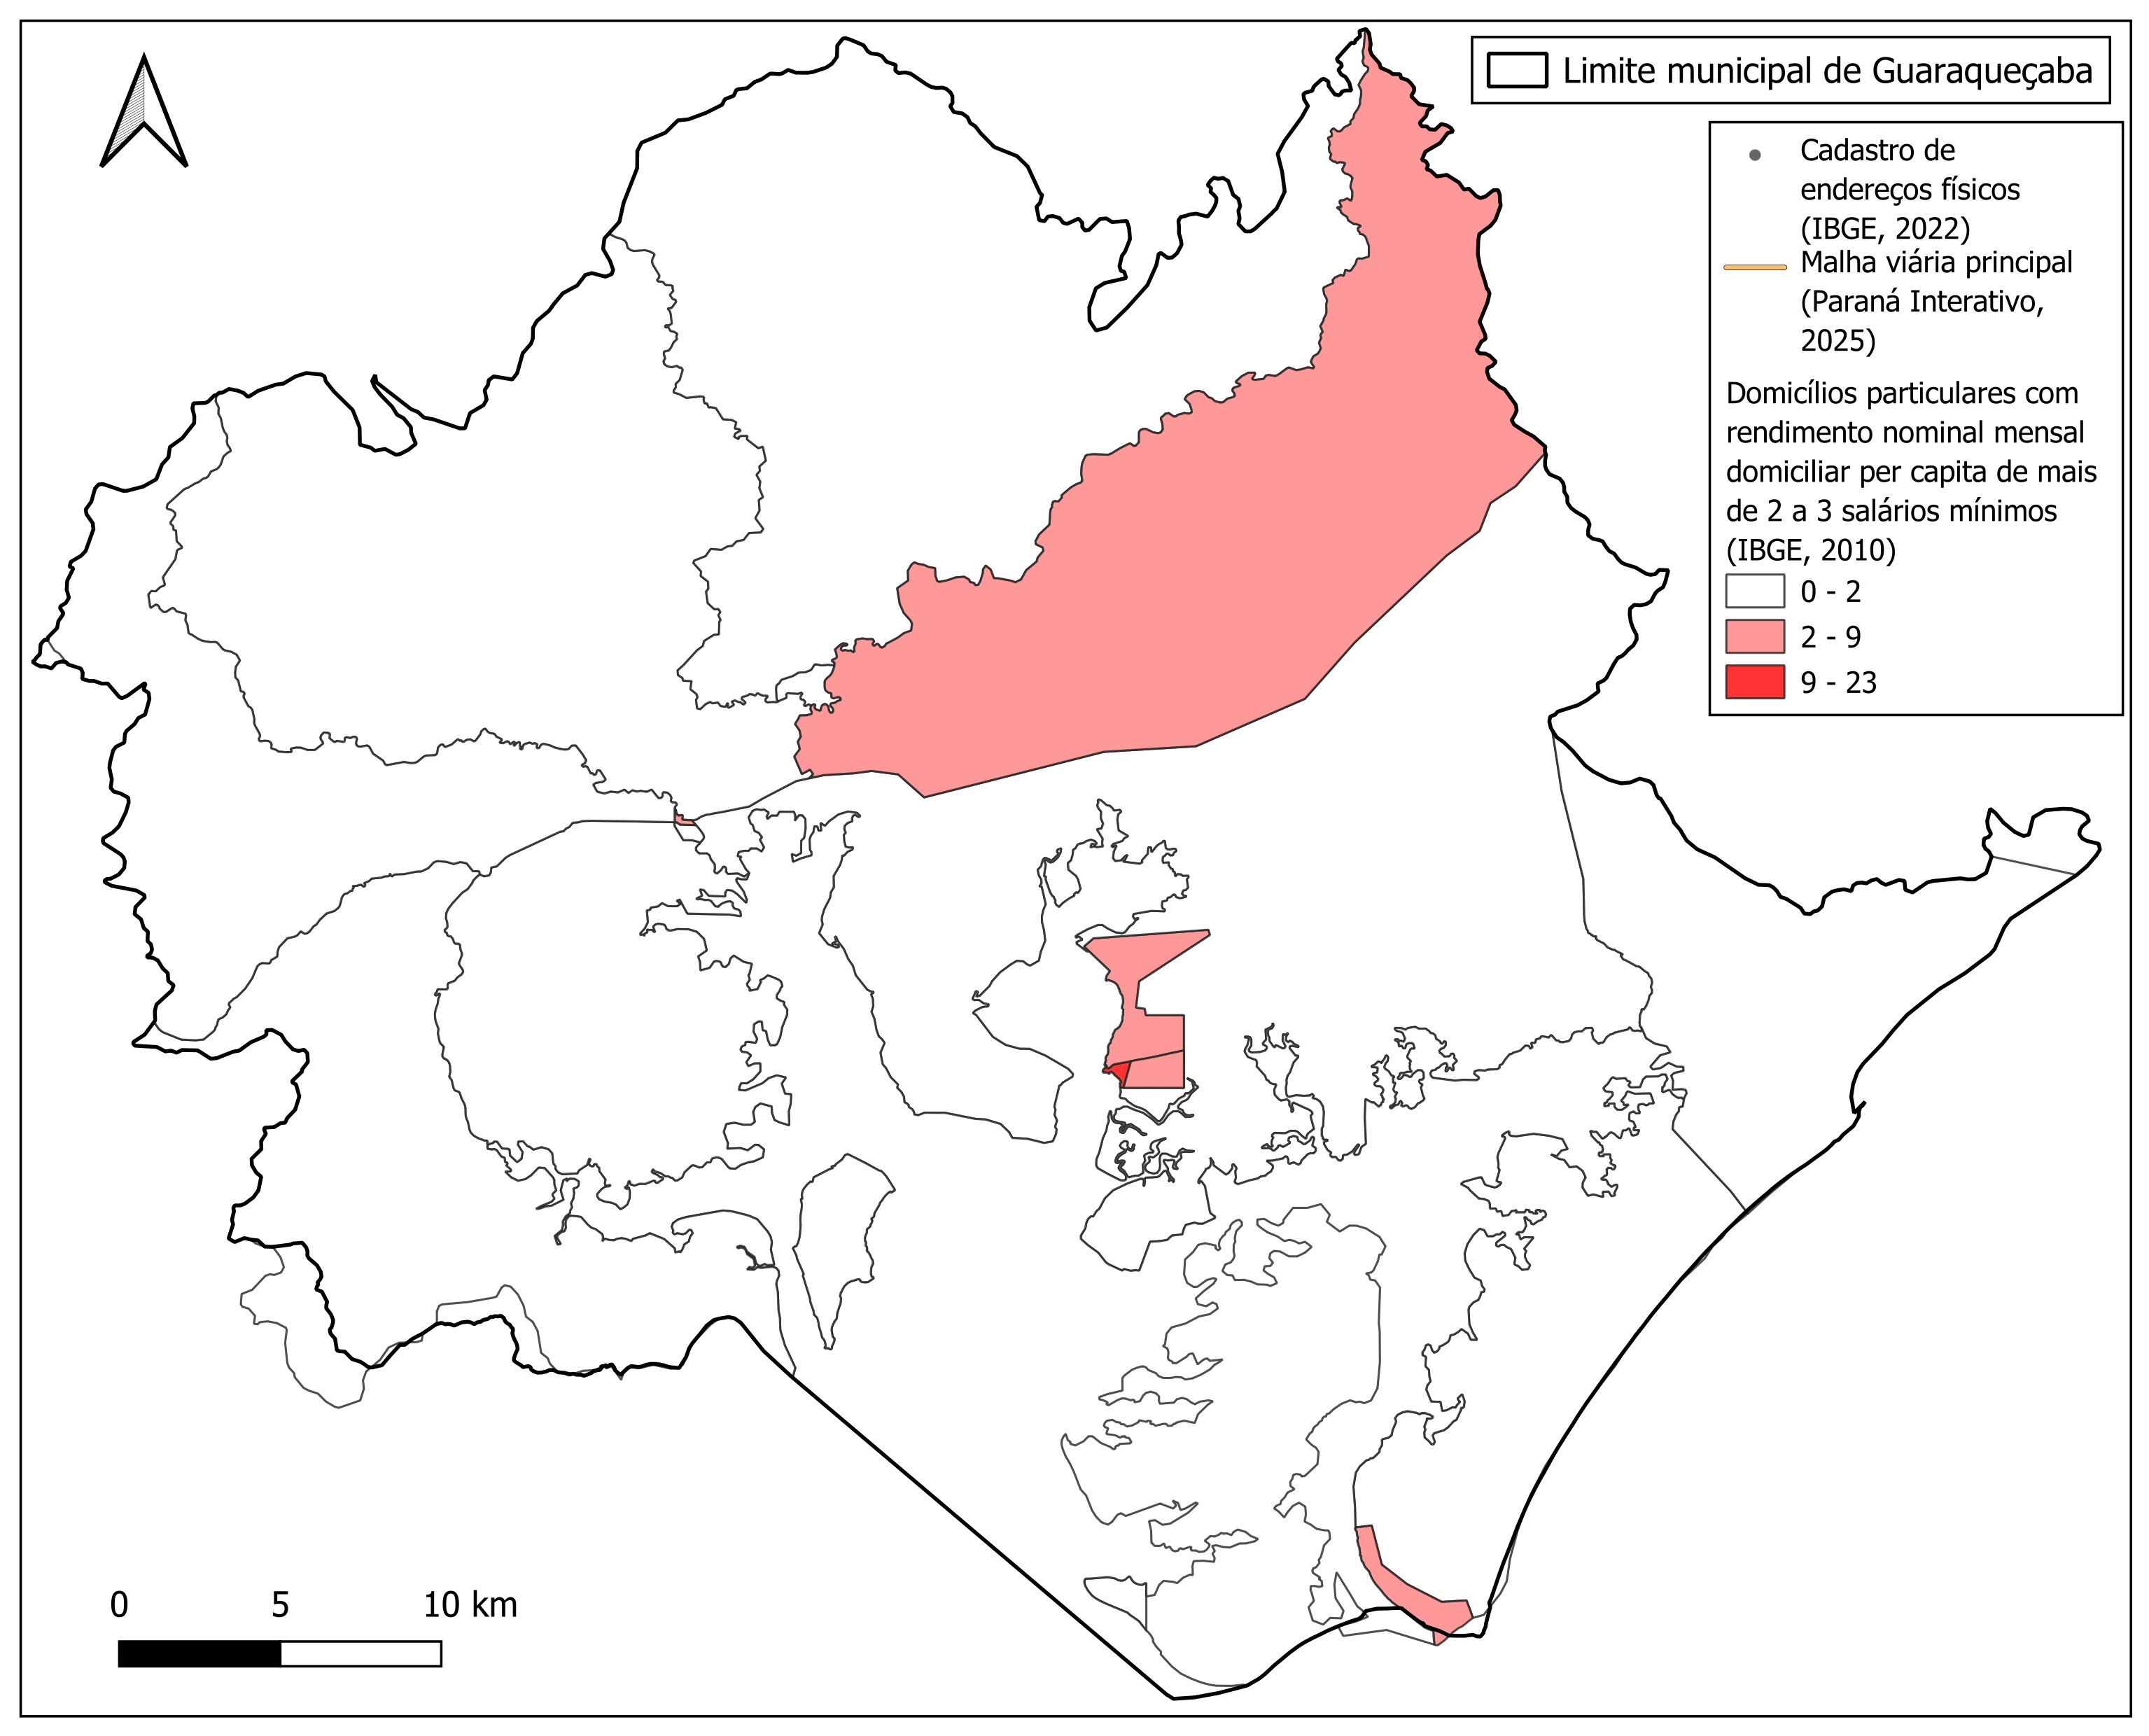 Limite municipal de Guaraqueçaba
Cadastro de
endereços físicos
(IBGE, 2022)
Malha viária principal
(Paraná Interativo,
2025)
Domicílios particulares com
rendimento nominal mensal
domiciliar per capita de mais
de 2 a 3 salários mínimos
(IBGE, 2010)
0 - 2
2 - 9
9 - 23
0 5 10 km